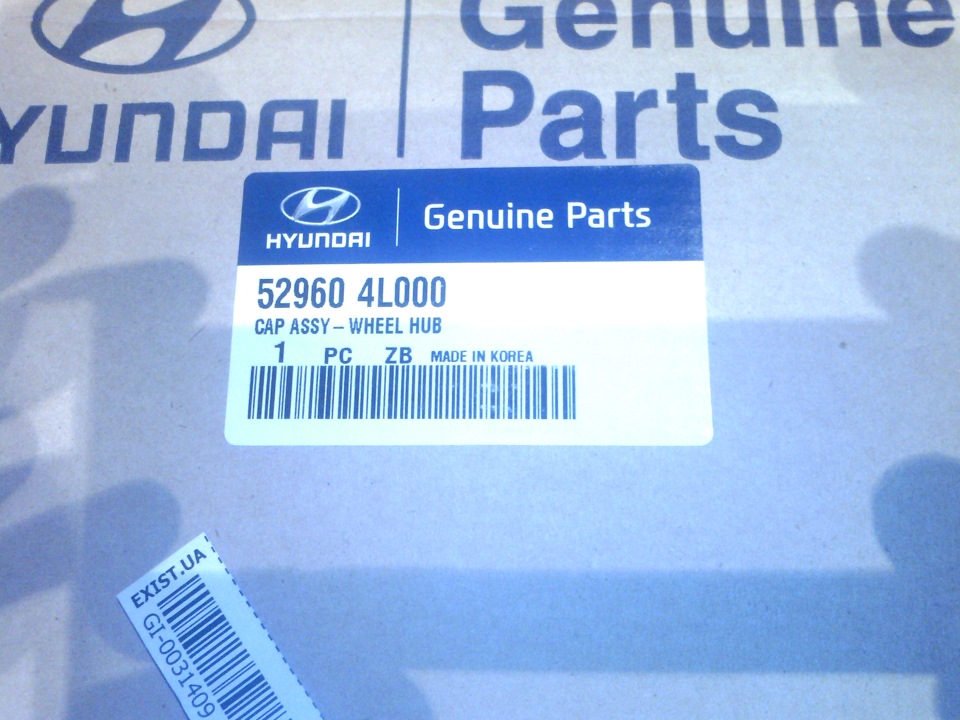 HYUNDAI
Genuine
Parts
HYUNDAI
Genuine Parts
52960 4L000
CAP ASSY – WHEEL HUB
1 PC ZB MADE IN KOREA
EXIST.UA
GI-0031409